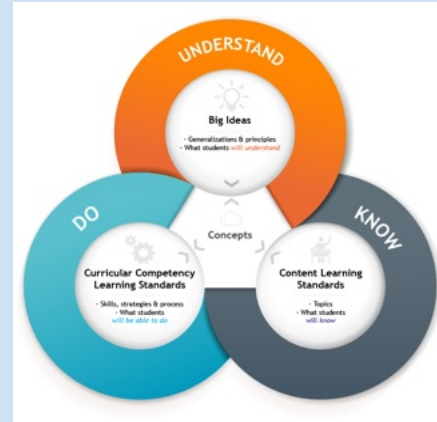 UNDERSTAND
Big Ideas
- Generalizations & principles
- What students will understand
DO
KNOW
Concepts
Curricular Competency
Learning Standards
- Skills, strategies & process
- What students
will be able to do
Content Learning
Standards
- Topics
- What students
will know